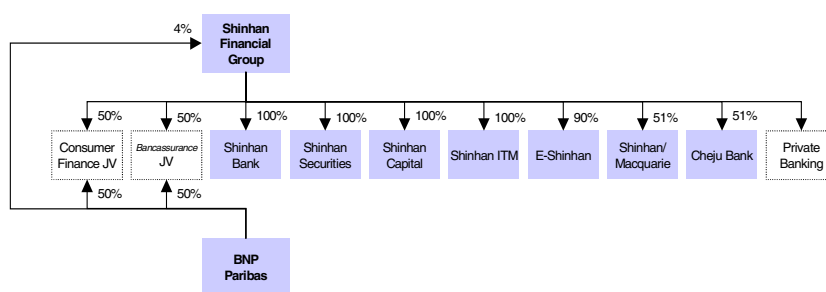 4%
Shinhan
Financial
Group
50%
50%
100%
100%
100%
100%
90%
51%
51%
Consumer
Finance JV
Bancassurance
JV
Shinhan
Bank
Shinhan
Securities
Shinhan
Capital
Shinhan ITM
E-Shinhan
Shinhan/
Macquarie
Cheju Bank
Private
Banking
50%
50%
BNP
Paribas